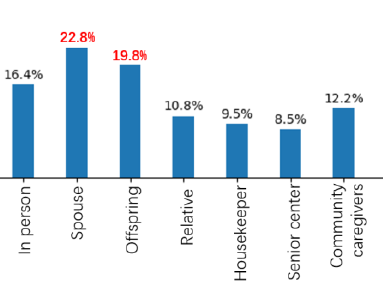 22.8%
19.8%
16.4%
10.8%
9.5%
8.5%
12.2%
In person
Spouse
Offspring
Relative
Housekeeper
Senior center
Community
caregivers